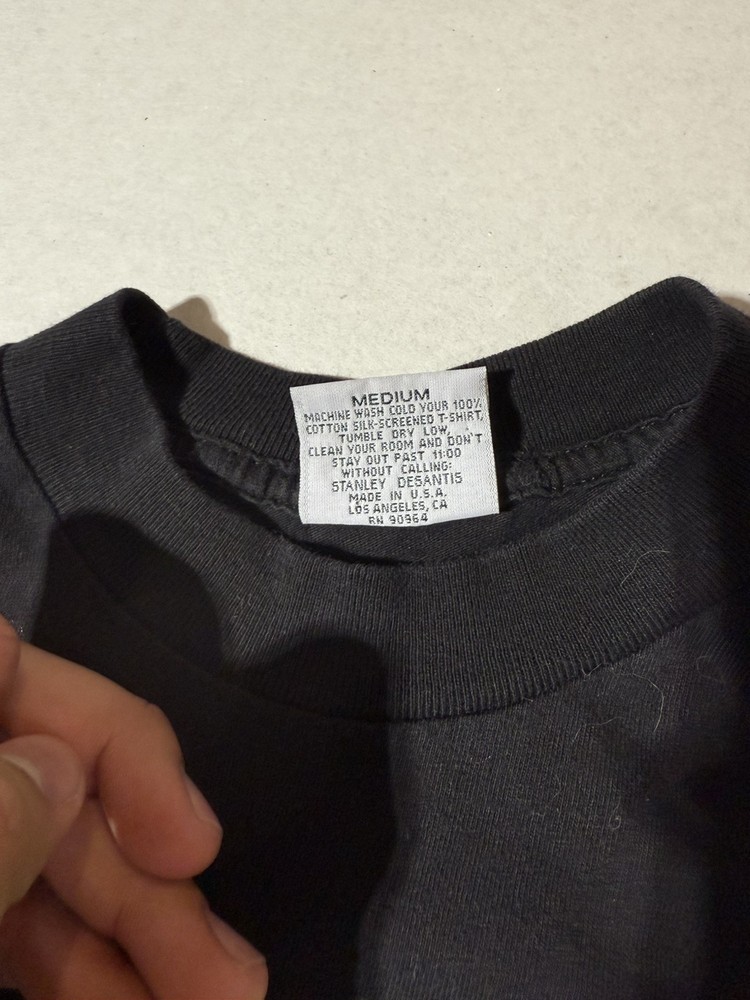 MEDIUM
MACHINE WASH COLD YOUR 100%
COTTON SILK-SCREENED T-SHIRT,
TUMBLE DRY LOW,
CLEAN YOUR ROOM AND DON'T
STAY OUT PAST 11:00
WITHOUT CALLING:
STANLEY DESANTIS
MADE IN U.S.A.
LOS ANGELES, CA
RN 90964